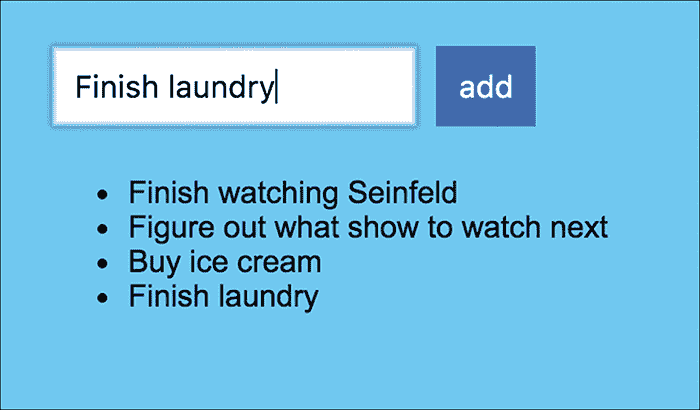 Finish laundry
add
Finish watching Seinfeld
Figure out what show to watch next
Buy ice cream
Finish laundry